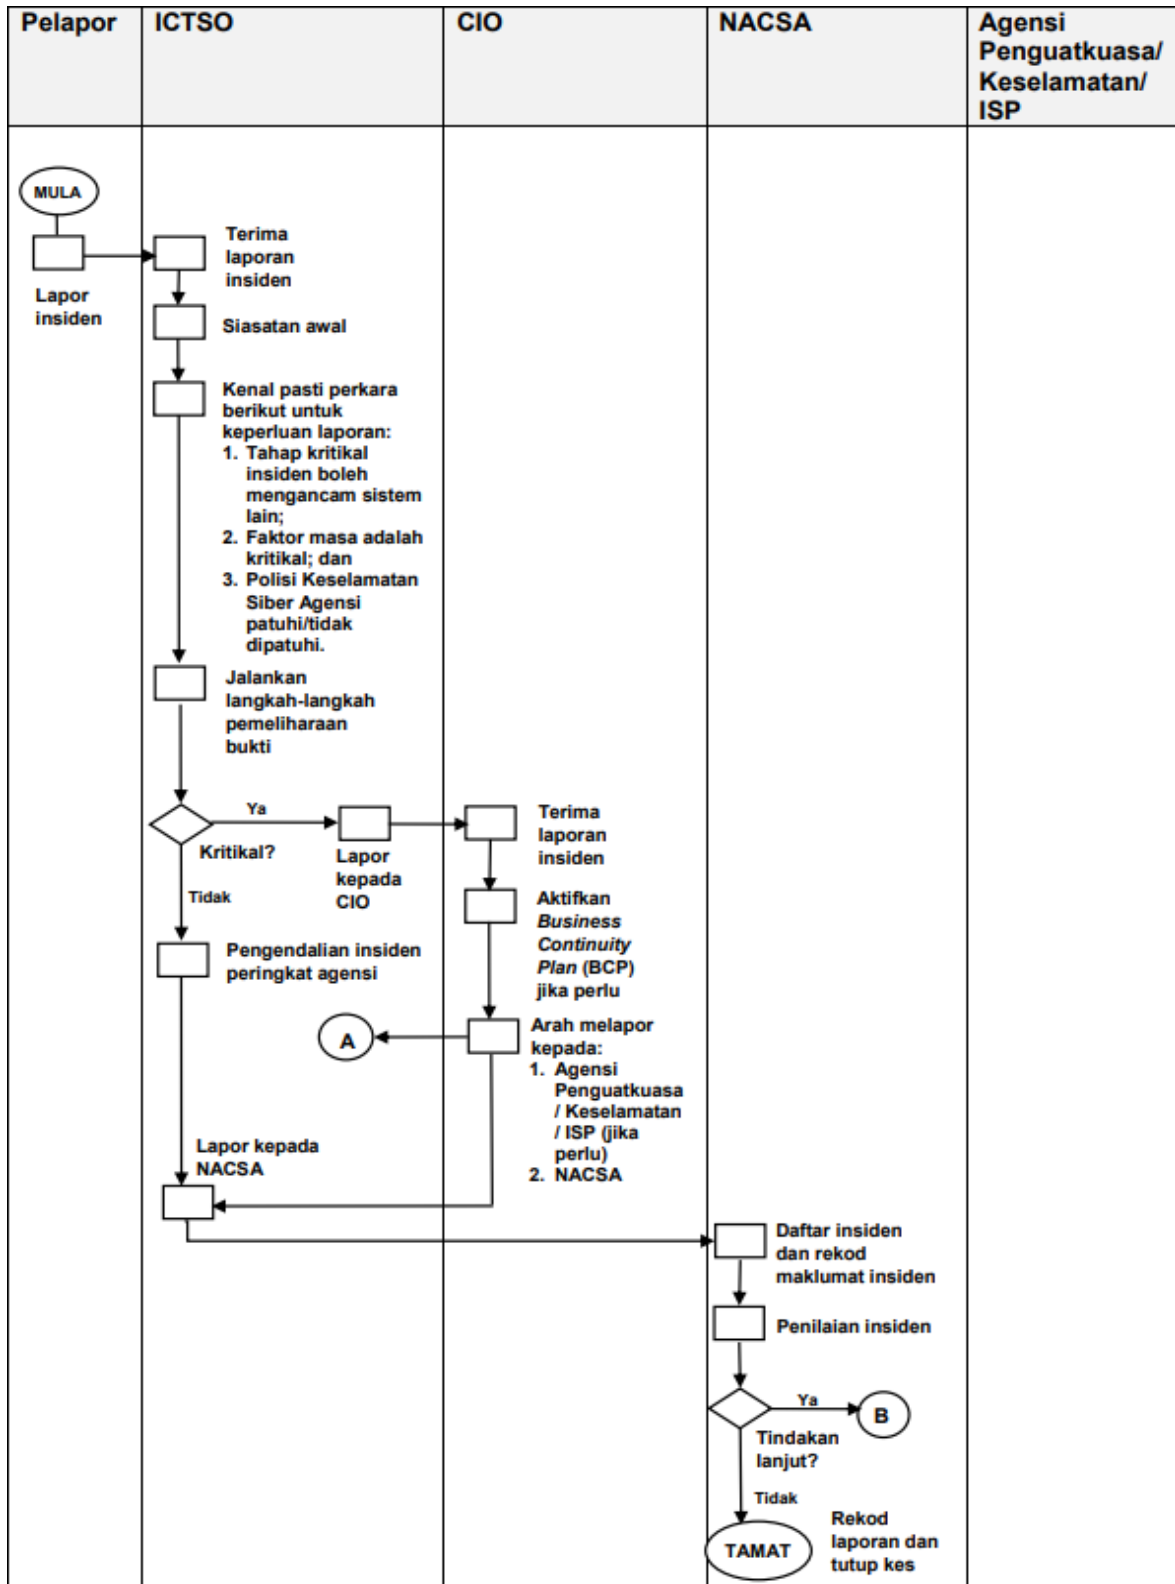 Pelapor
ICTSO
CIO
NACSA
Agensi
Penguatkuasa/
Keselamatan/
ISP
MULA
Lapor
insiden
Terima
laporan
insiden
Siasatan awal
Kenal pasti perkara
berikut untuk
keperluan laporan:
1. Tahap kritikal
insiden boleh
mengancam sistem
lain;
2. Faktor masa adalah
kritikal; dan
3. Polisi Keselamatan
Siber Agensi
patuhi/tidak
dipatuhi.
Jalankan
langkah-langkah
pemeliharaan
bukti
Kritikal?
Ya
Tidak
Lapor
kepada
CIO
Terima
laporan
insiden
Aktifkan
Business
Continuity
Plan (BCP)
jika perlu
Pengendalian insiden
peringkat agensi
A
Arah melapor
kepada:
1. Agensi
Penguatkuasa
/ Keselamatan
/ ISP (jika
perlu)
2. NACSA
Lapor kepada
NACSA
Daftar insiden
dan rekod
maklumat insiden
Penilaian insiden
Ya
B
Tindakan
lanjut?
Tidak
TAMAT
Rekod
laporan dan
tutup kes